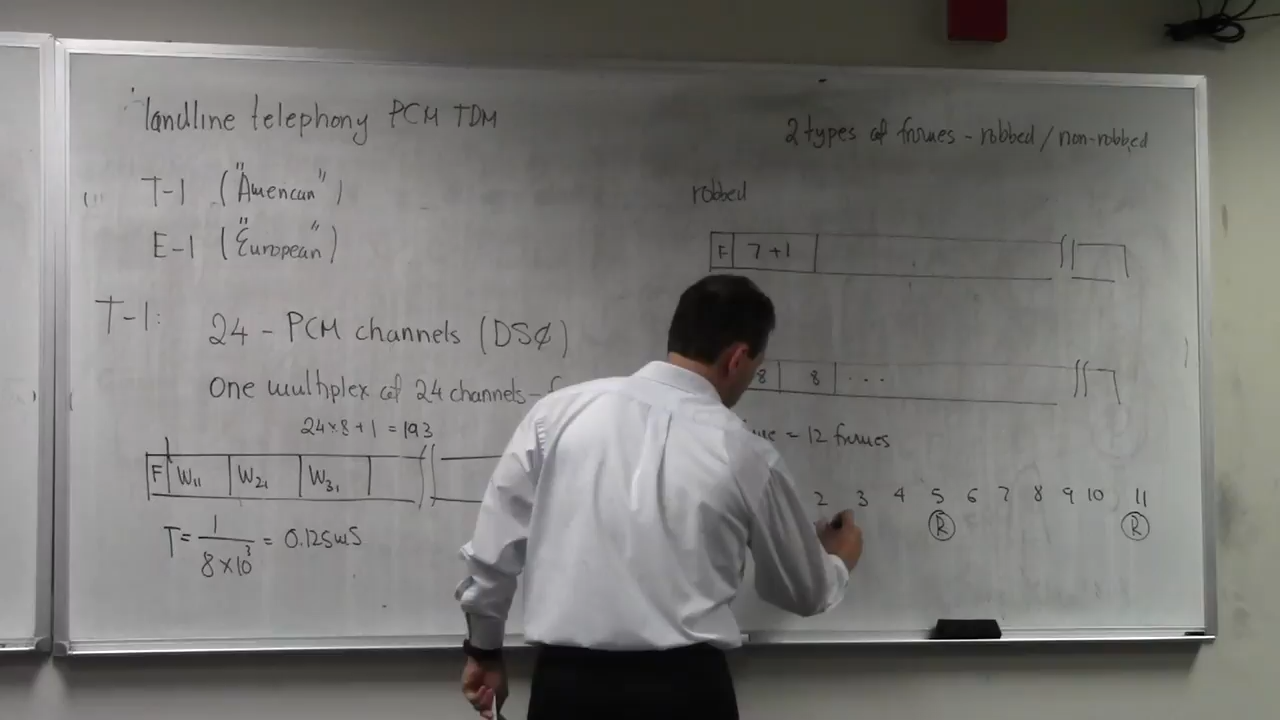 landline telephony PCM TDM
T-1 ("American")
E-1 ("European")
T-1:
24 - PCM channels (DSØ)
One multiplex of 24 channels-
24×8+1 = 193
F W11 W21 W31
T = 1 / 8×10³ = 0.125mS
2 types of frames - robbed / non-robbed
robbed
F 7+1
8 8 ...
= 12 frames
2 3 4 5 6 7 8 9 10 11
R R